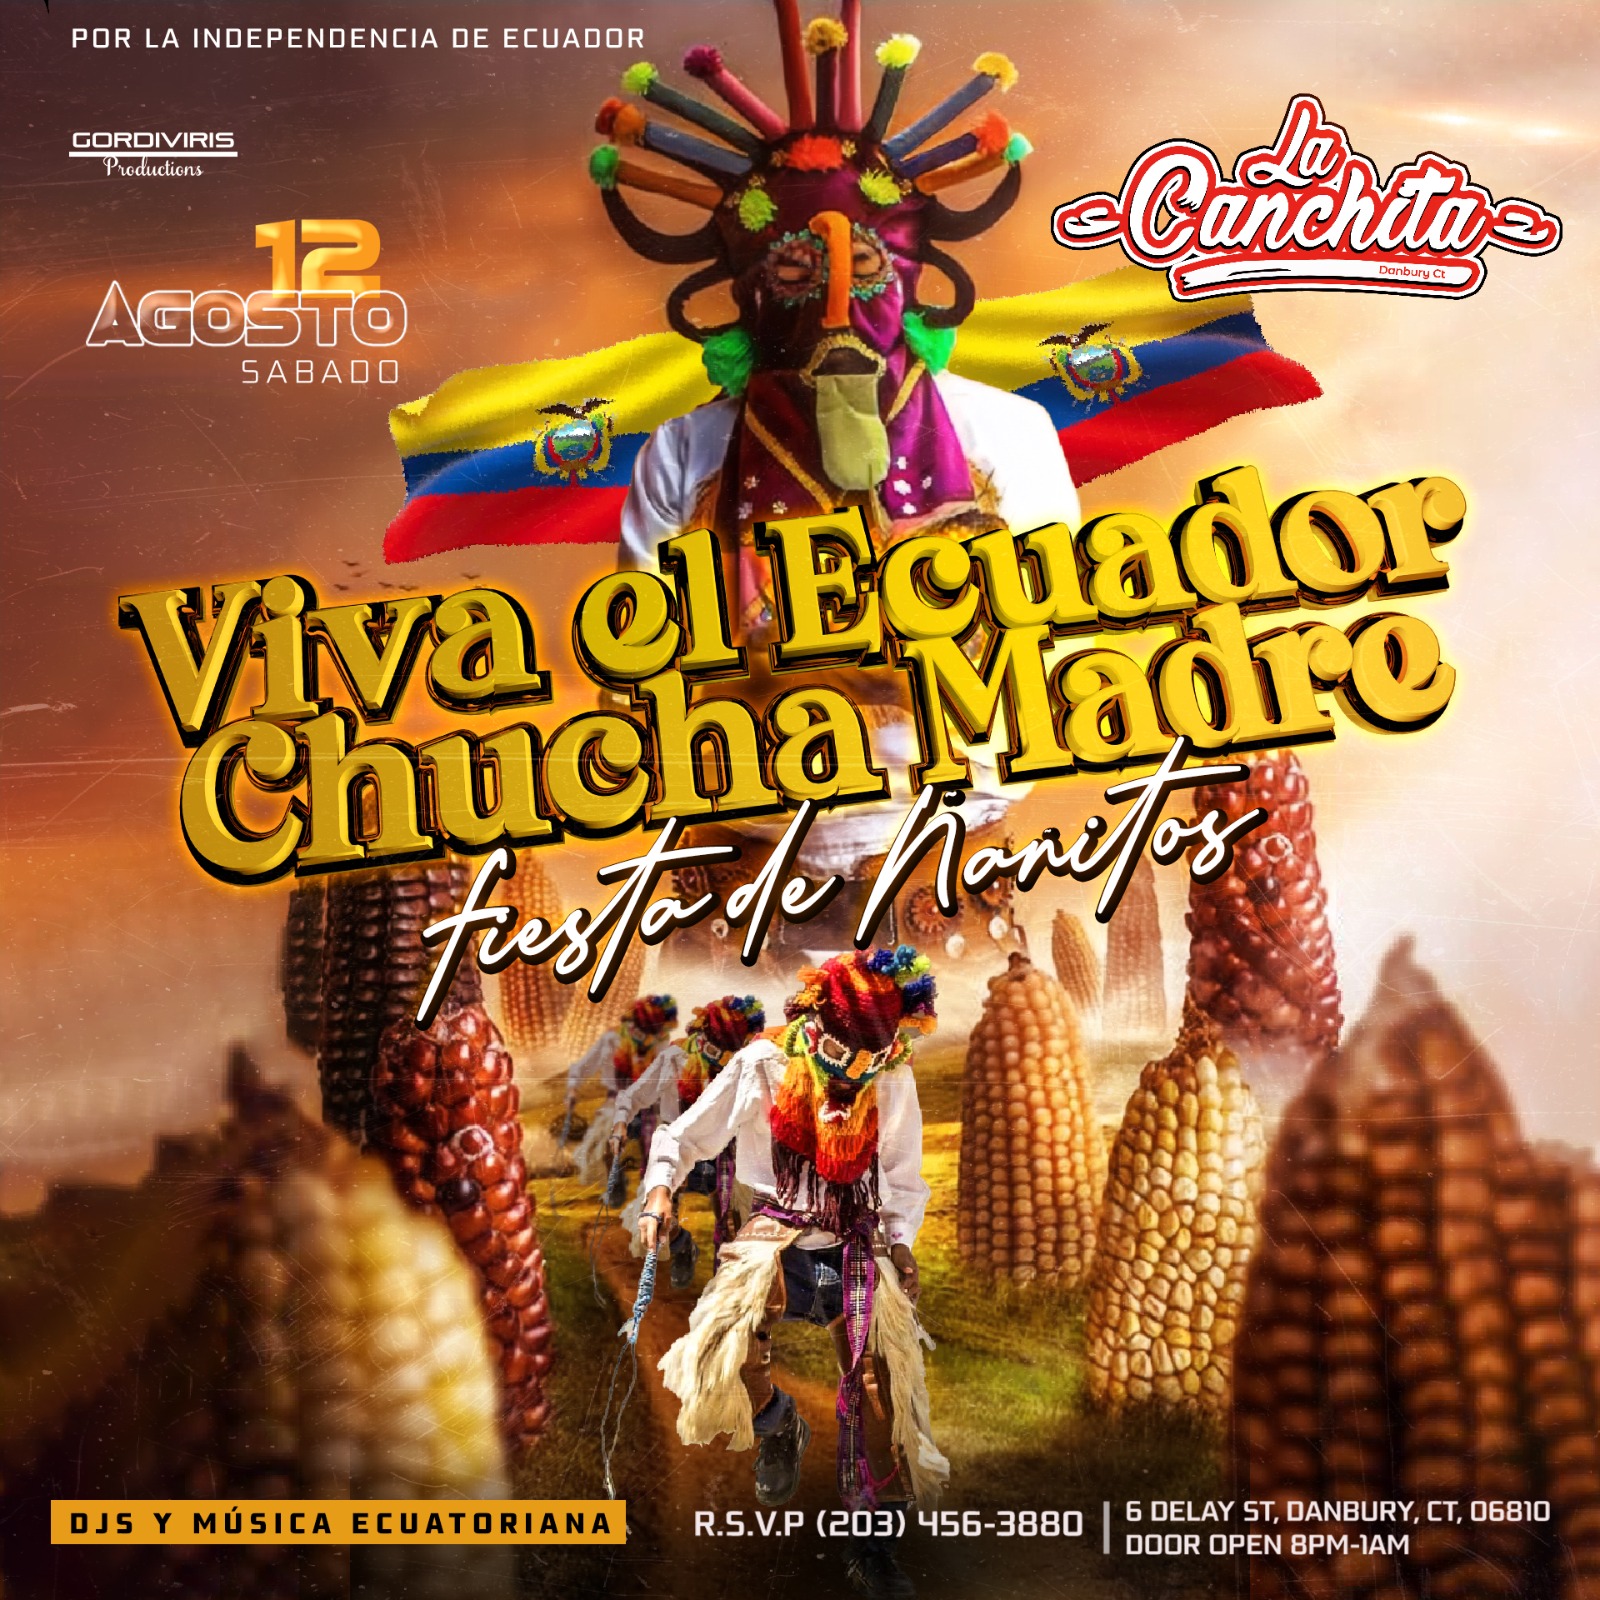 POR LA INDEPENDENCIA DE ECUADOR
GORDIVIRIS
Productions
12
AGOSTO
SABADO
La
Canchita
Danbury Ct
Viva el Ecuador
Chucha Madre
fiesta de Ñañitos
DJS Y MÚSICA ECUATORIANA
R.S.V.P (203) 456-3880
6 DELAY ST, DANBURY, CT, 06810
DOOR OPEN 8PM-1AM